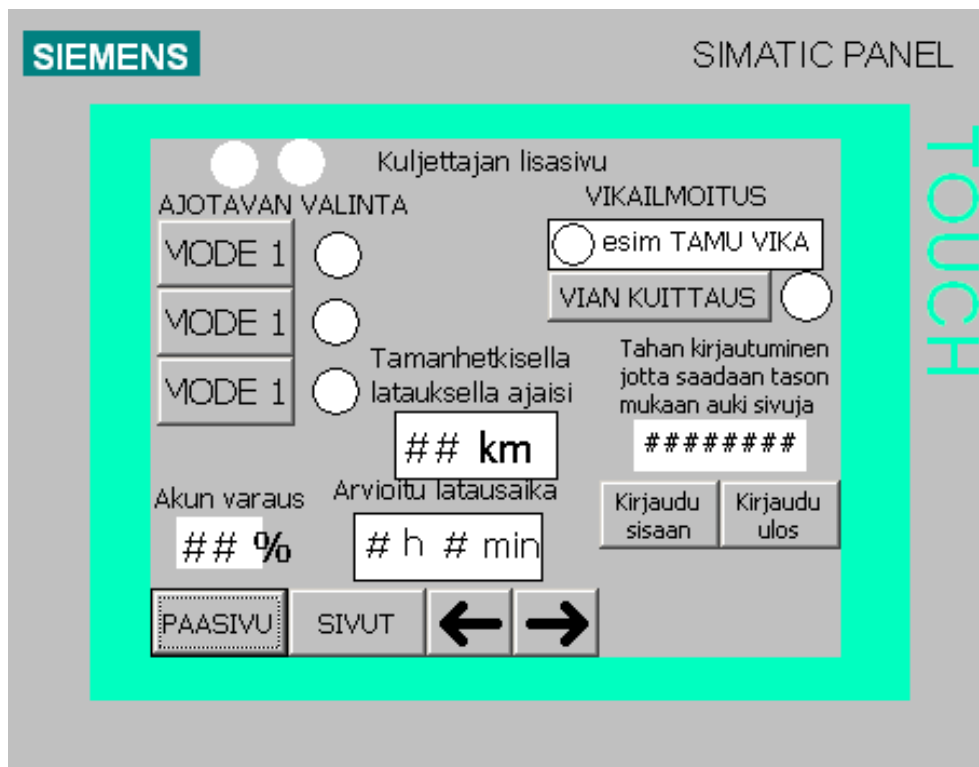 SIEMENS
SIMATIC PANEL
TOUCH
Kuljettajan lisasivu
AJOTAVAN VALINTA
VIKAILMOITUS
MODE 1
esim TAMU VIKA
VIAN KUITTAUS
MODE 1
Tamanhetkisella
latauksella ajaisi
Tahan kirjautuminen
jotta saadaan tason
mukaan auki sivuja
MODE 1
## km
########
Akun varaus
Arvioitu latausaika
Kirjaudu
sisaan
Kirjaudu
ulos
## %
# h # min
PAASIVU
SIVUT